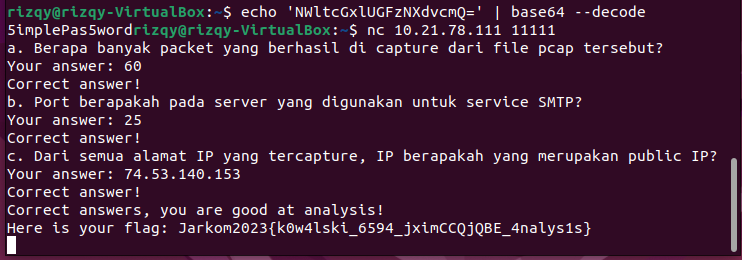 rizqy@rizqy-VirtualBox:~$ echo 'NWltcGxlUGFzNXdvcmQ=' | base64 --decode
5implePas5wordrizqy@rizqy-VirtualBox:~$ nc 10.21.78.111 11111
a. Berapa banyak packet yang berhasil di capture dari file pcap tersebut?
Your answer: 60
Correct answer!
b. Port berapakah pada server yang digunakan untuk service SMTP?
Your answer: 25
Correct answer!
c. Dari semua alamat IP yang tercapture, IP berapakah yang merupakan public IP?
Your answer: 74.53.140.153
Correct answer!
Correct answers, you are good at analysis!
Here is your flag: Jarkom2023{k0w4lski_6594_jximCCQjQBE_4nalys1s}